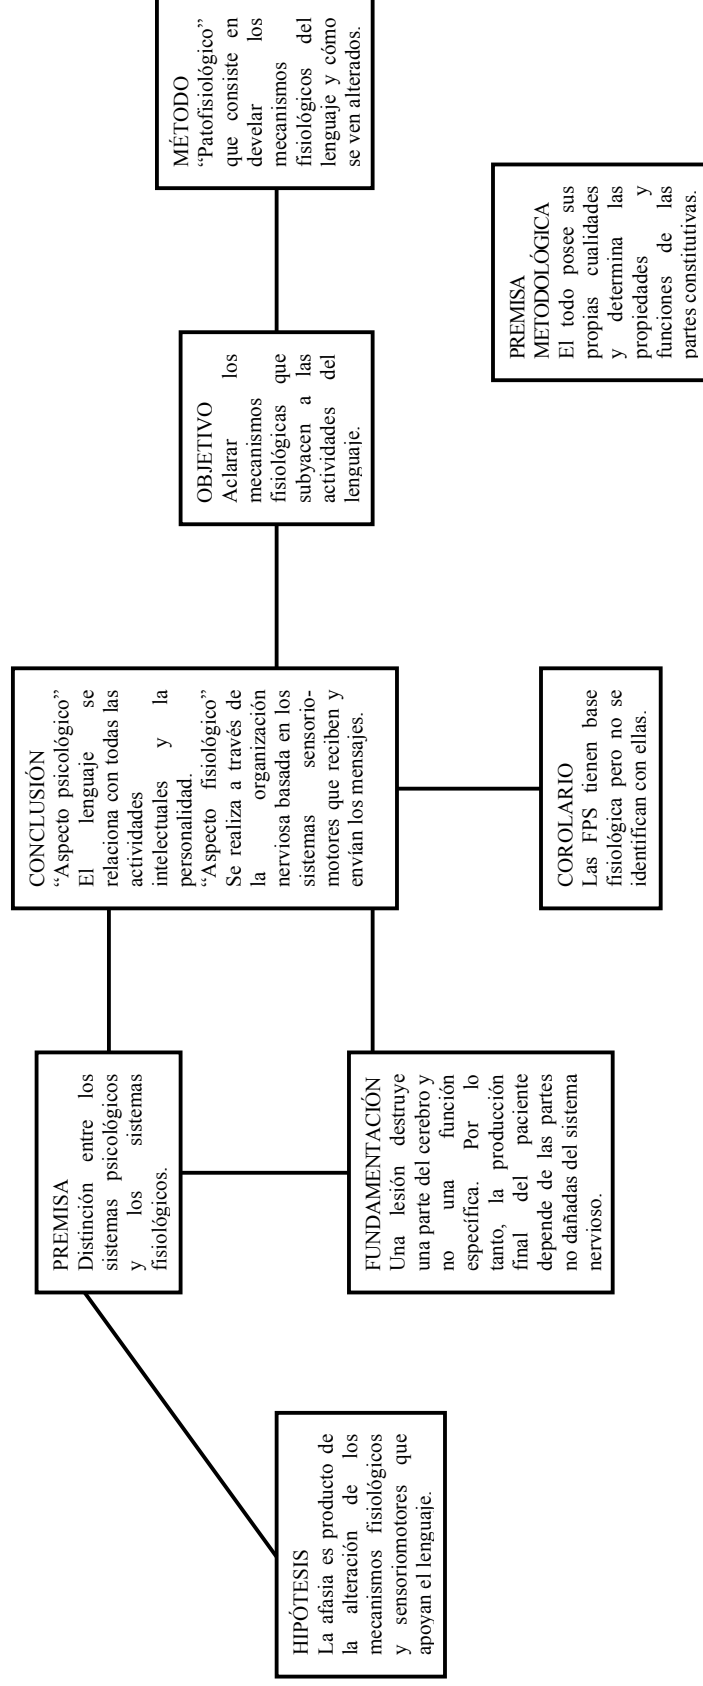 HIPÓTESIS
La afasia es producto de
la alteración de los
mecanismos fisiológicos
y sensoriomotores que
apoyan el lenguaje.
PREMISA
Distinción entre los
sistemas psicológicos
y los sistemas
fisiológicos.
FUNDAMENTACIÓN
Una lesión destruye
una parte del cerebro y
no una función
específica. Por lo
tanto, la producción
final del paciente
depende de las partes
no dañadas del sistema
nervioso.
CONCLUSIÓN
“Aspecto psicológico”
El lenguaje se
relaciona con todas las
actividades
intelectuales y la
personalidad.
“Aspecto fisiológico”
Se realiza a través de
la organización
nerviosa basada en los
sistemas sensorio-
motores que reciben y
envían los mensajes.
COROLARIO
Las FPS tienen base
fisiológica pero no se
identifican con ellas.
OBJETIVO
Aclarar los
mecanismos
fisiológicas que
subyacen a las
actividades del
lenguaje.
MÉTODO
“Patofisiológico”
que consiste en
develar los
mecanismos
fisiológicos del
lenguaje y cómo
se ven alterados.
PREMISA
METODOLÓGICA
El todo posee sus
propias cualidades
y determina las
propiedades y
funciones de las
partes constitutivas.